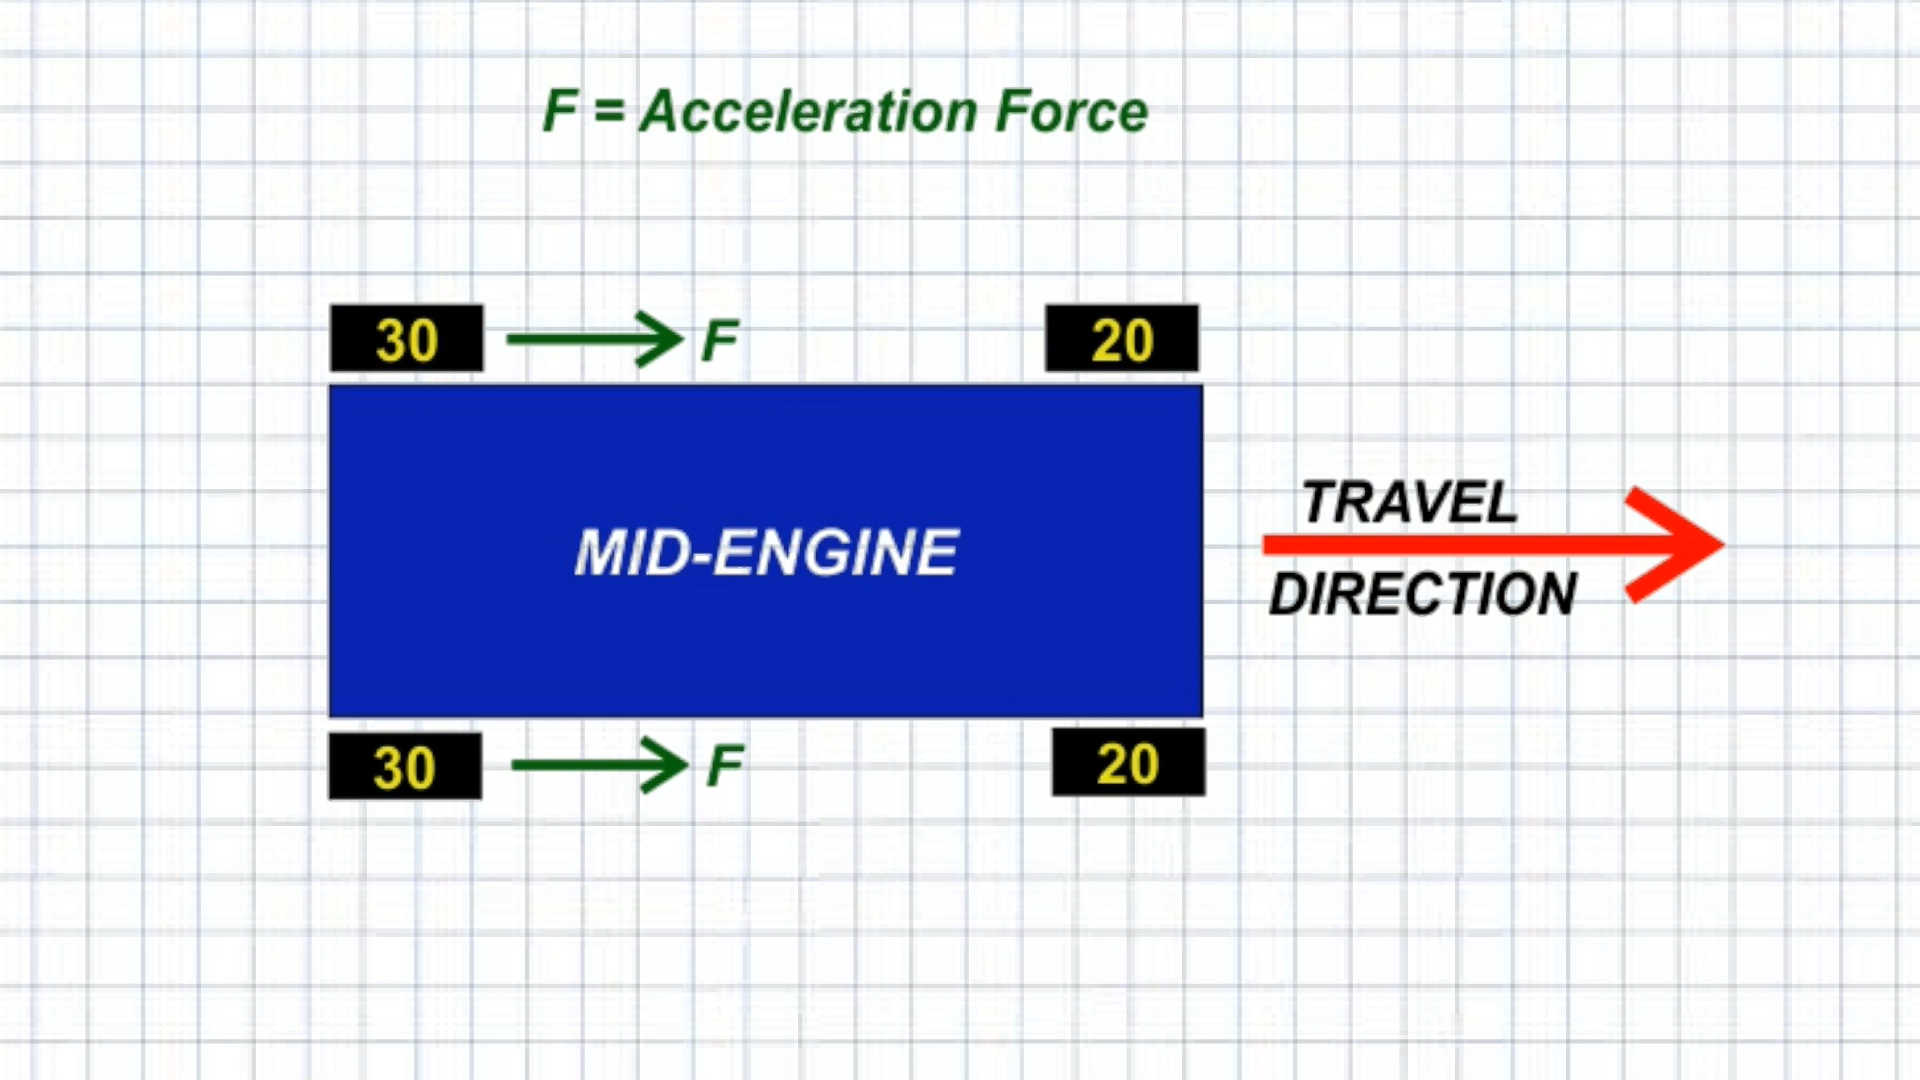 F = Acceleration Force
30 F 20
MID-ENGINE
TRAVEL
DIRECTION
30 F 20